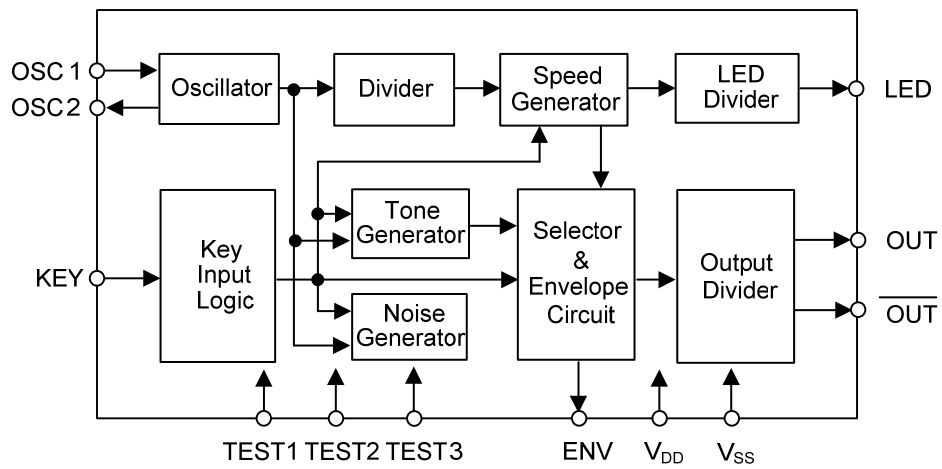 OSC 1
OSC 2
Oscillator
Divider
Speed
Generator
LED
Divider
LED
KEY
Key
Input
Logic
Tone
Generator
Noise
Generator
Selector
&
Envelope
Circuit
Output
Divider
OUT
OUT
TEST1
TEST2
TEST3
ENV
VDD
VSS